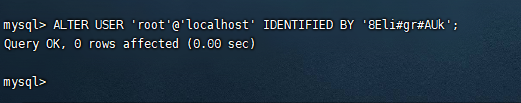 mysql> ALTER USER 'root'@'localhost' IDENTIFIED BY '8Eli#gr#AUk';
Query OK, 0 rows affected (0.00 sec)
mysql>